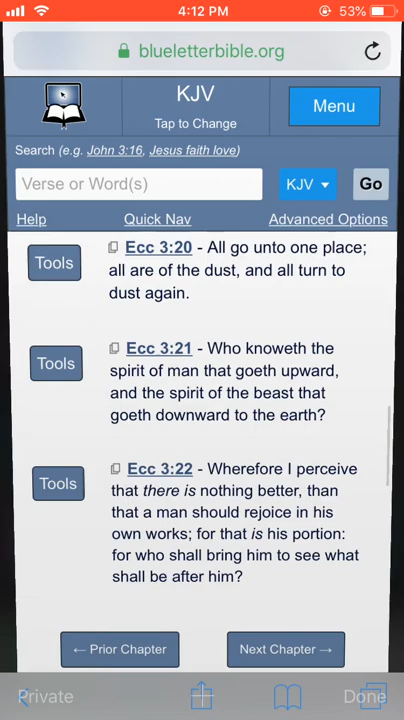 4:12 PM 53%
blueletterbible.org
KJV
Tap to Change
Menu
Search (e.g. John 3:16, Jesus faith love)
Verse or Word(s)
KJV
Go
Help Quick Nav Advanced Options
Tools
Ecc 3:20 - All go unto one place;
all are of the dust, and all turn to
dust again.
Tools
Ecc 3:21 - Who knoweth the
spirit of man that goeth upward,
and the spirit of the beast that
goeth downward to the earth?
Tools
Ecc 3:22 - Wherefore I perceive
that there is nothing better, than
that a man should rejoice in his
own works; for that is his portion:
for who shall bring him to see what
shall be after him?
← Prior Chapter Next Chapter →
Private Done